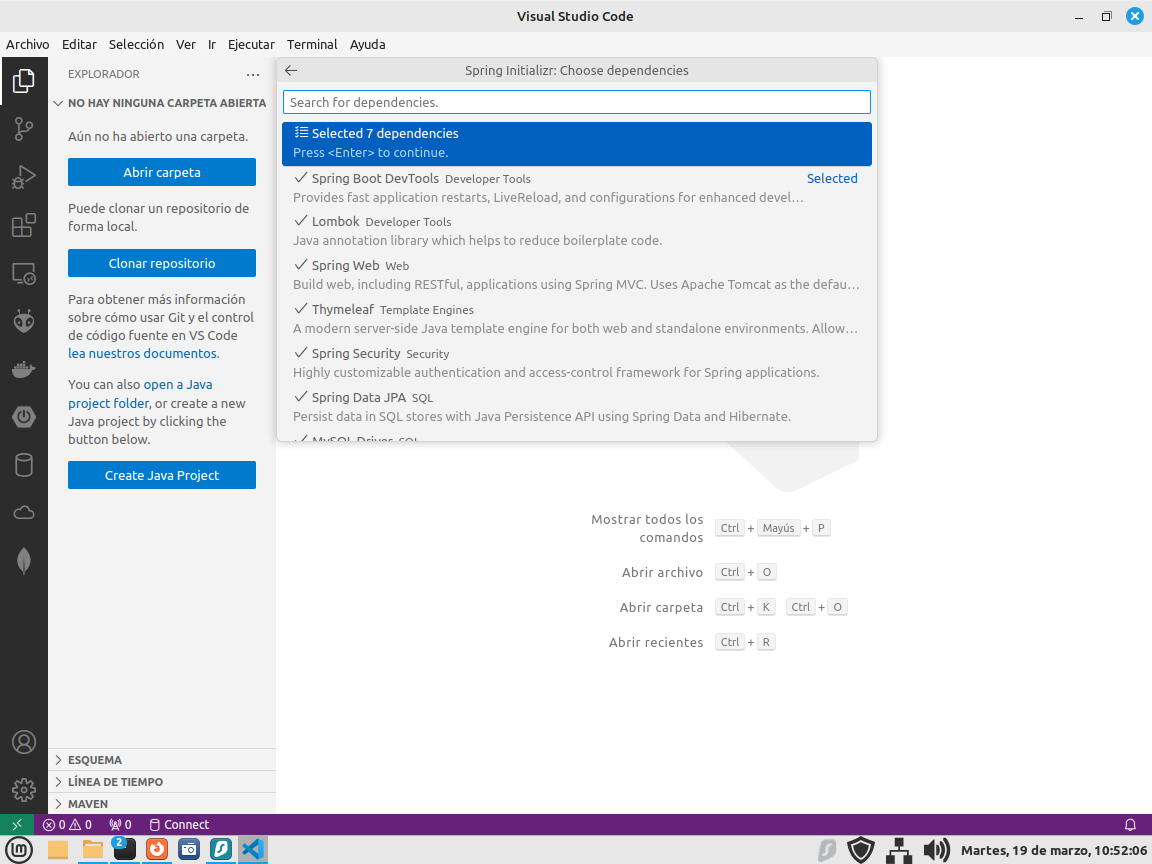 Visual Studio Code
Archivo Editar Selección Ver Ir Ejecutar Terminal Ayuda
EXPLORADOR
NO HAY NINGUNA CARPETA ABIERTA
Aún no ha abierto una carpeta.
Abrir carpeta
Puede clonar un repositorio de
forma local.
Clonar repositorio
Para obtener más información
sobre cómo usar Git y el control
de código fuente en VS Code
lea nuestros documentos.
You can also open a Java
project folder, or create a new
Java project by clicking the
button below.
Create Java Project
ESQUEMA
LÍNEA DE TIEMPO
MAVEN
Spring Initializr: Choose dependencies
Search for dependencies.
Selected 7 dependencies
Press <Enter> to continue.
Spring Boot DevTools Developer Tools Selected
Provides fast application restarts, LiveReload, and configurations for enhanced devel…
Lombok Developer Tools
Java annotation library which helps to reduce boilerplate code.
Spring Web Web
Build web, including RESTful, applications using Spring MVC. Uses Apache Tomcat as the defau…
Thymeleaf Template Engines
A modern server-side Java template engine for both web and standalone environments. Allow…
Spring Security Security
Highly customizable authentication and access-control framework for Spring applications.
Spring Data JPA SQL
Persist data in SQL stores with Java Persistence API using Spring Data and Hibernate.
MySQL Driver SQL
Mostrar todos los
comandos Ctrl + Mayús + P
Abrir archivo Ctrl + O
Abrir carpeta Ctrl + K Ctrl + O
Abrir recientes Ctrl + R
0 0 0 Connect
2
Martes, 19 de marzo, 10:52:06